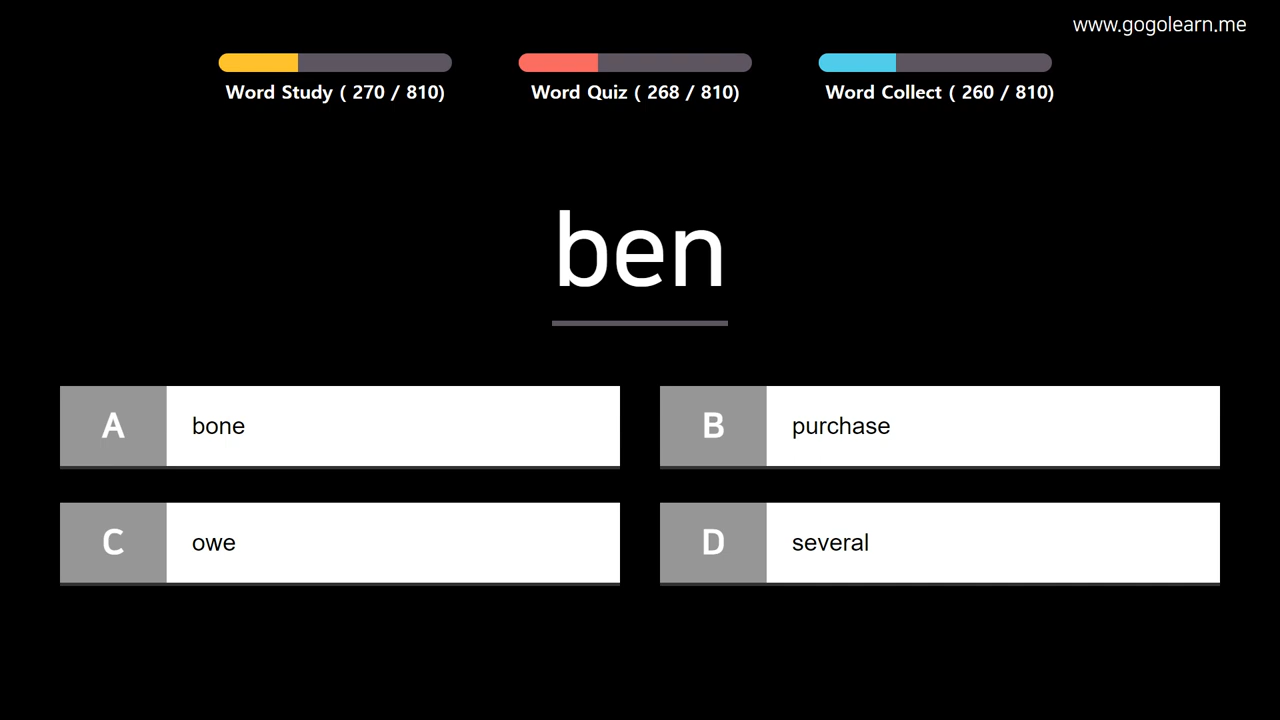 www.gogolearn.me
Word Study ( 270 / 810)
Word Quiz ( 268 / 810)
Word Collect ( 260 / 810)
ben
A bone
B purchase
C owe
D several